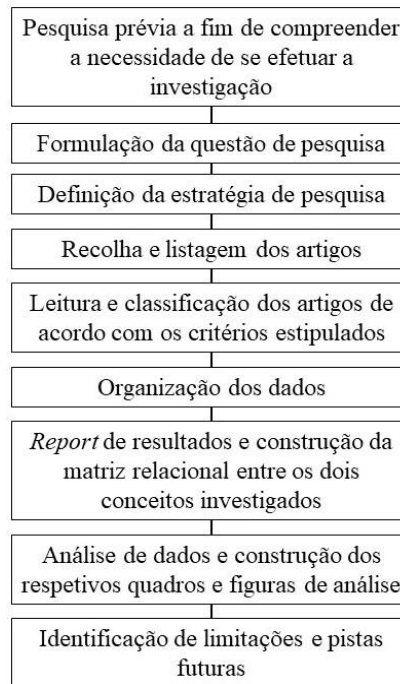 Pesquisa prévia a fim de compreender
a necessidade de se efetuar a
investigação
Formulação da questão de pesquisa
Definição da estratégia de pesquisa
Recolha e listagem dos artigos
Leitura e classificação dos artigos de
acordo com os critérios estipulados
Organização dos dados
Report de resultados e construção da
matriz relacional entre os dois
conceitos investigados
Análise de dados e construção dos
respetivos quadros e figuras de análise
Identificação de limitações e pistas
futuras